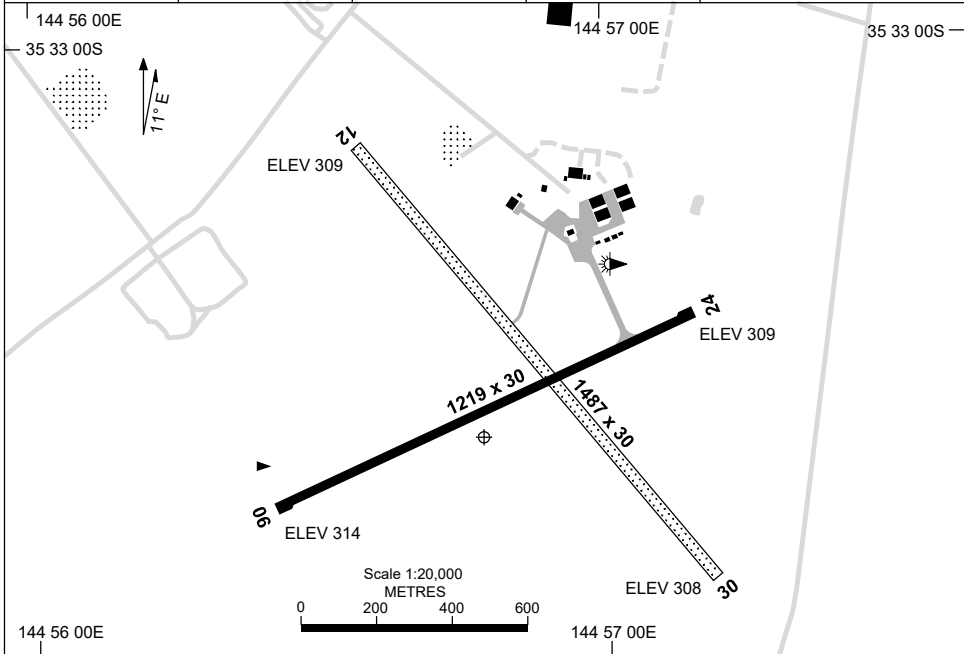 144 56 00E
144 57 00E
35 33 00S
35 33 00S
11° E
12
ELEV 309
24
ELEV 309
1219 x 30
1487 x 30
06
ELEV 314
Scale 1:20,000
METRES
0 200 400 600
ELEV 308
30
144 56 00E
144 57 00E